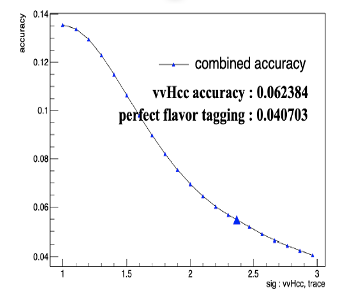 accuracy
0.14
0.12
0.1
0.08
0.06
0.04
combined accuracy
vvHcc accuracy : 0.062384
perfect flavor tagging : 0.040703
1
1.5
2
2.5
3
sig : vvHcc, trace